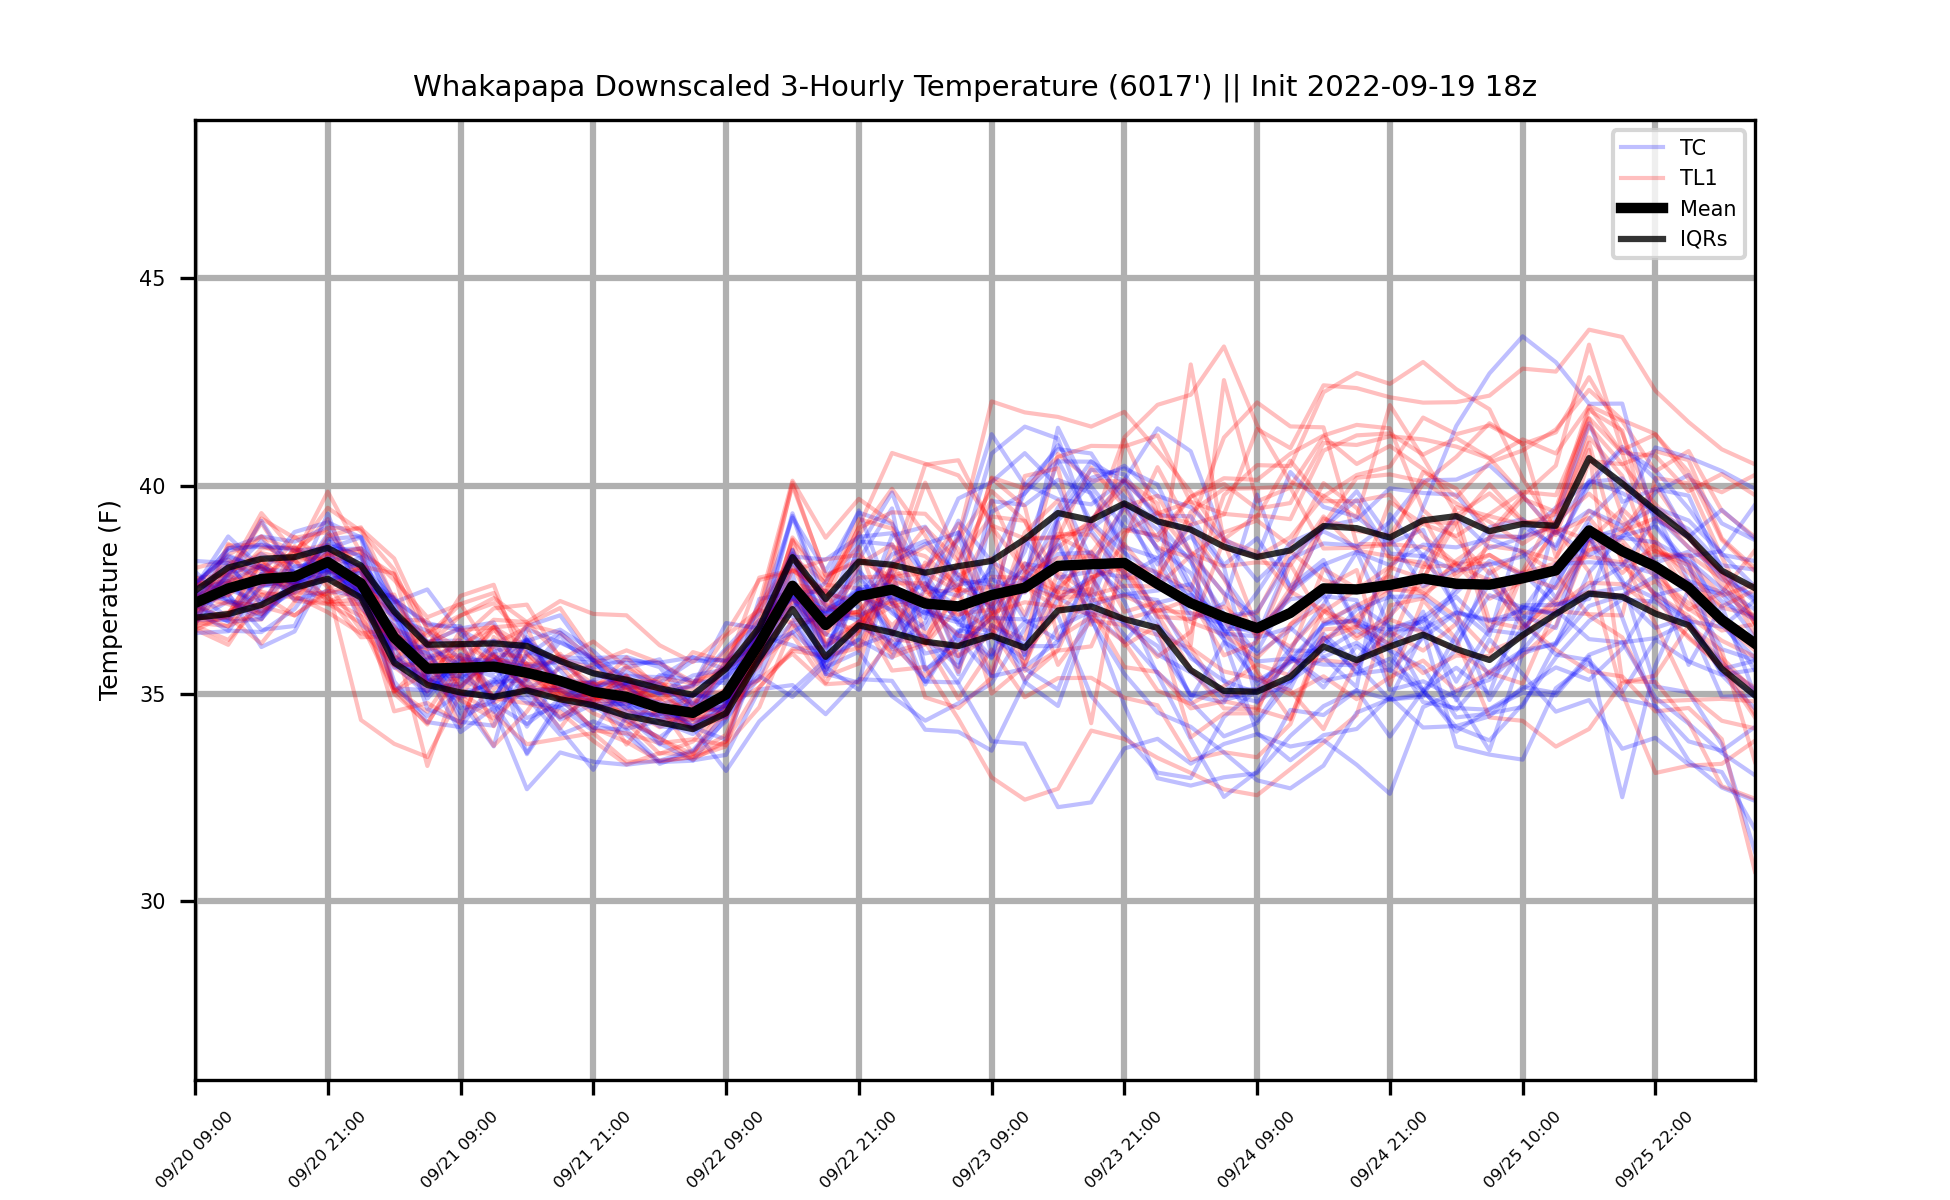 Whakapapa Downscaled 3-Hourly Temperature (6017') || Init 2022-09-19 18z
TC
TL1
Mean
IQRs
Temperature (F)
45
40
35
30
09/20 09:00
09/20 21:00
09/21 09:00
09/21 21:00
09/22 09:00
09/22 21:00
09/23 09:00
09/23 21:00
09/24 09:00
09/24 21:00
09/25 10:00
09/25 22:00